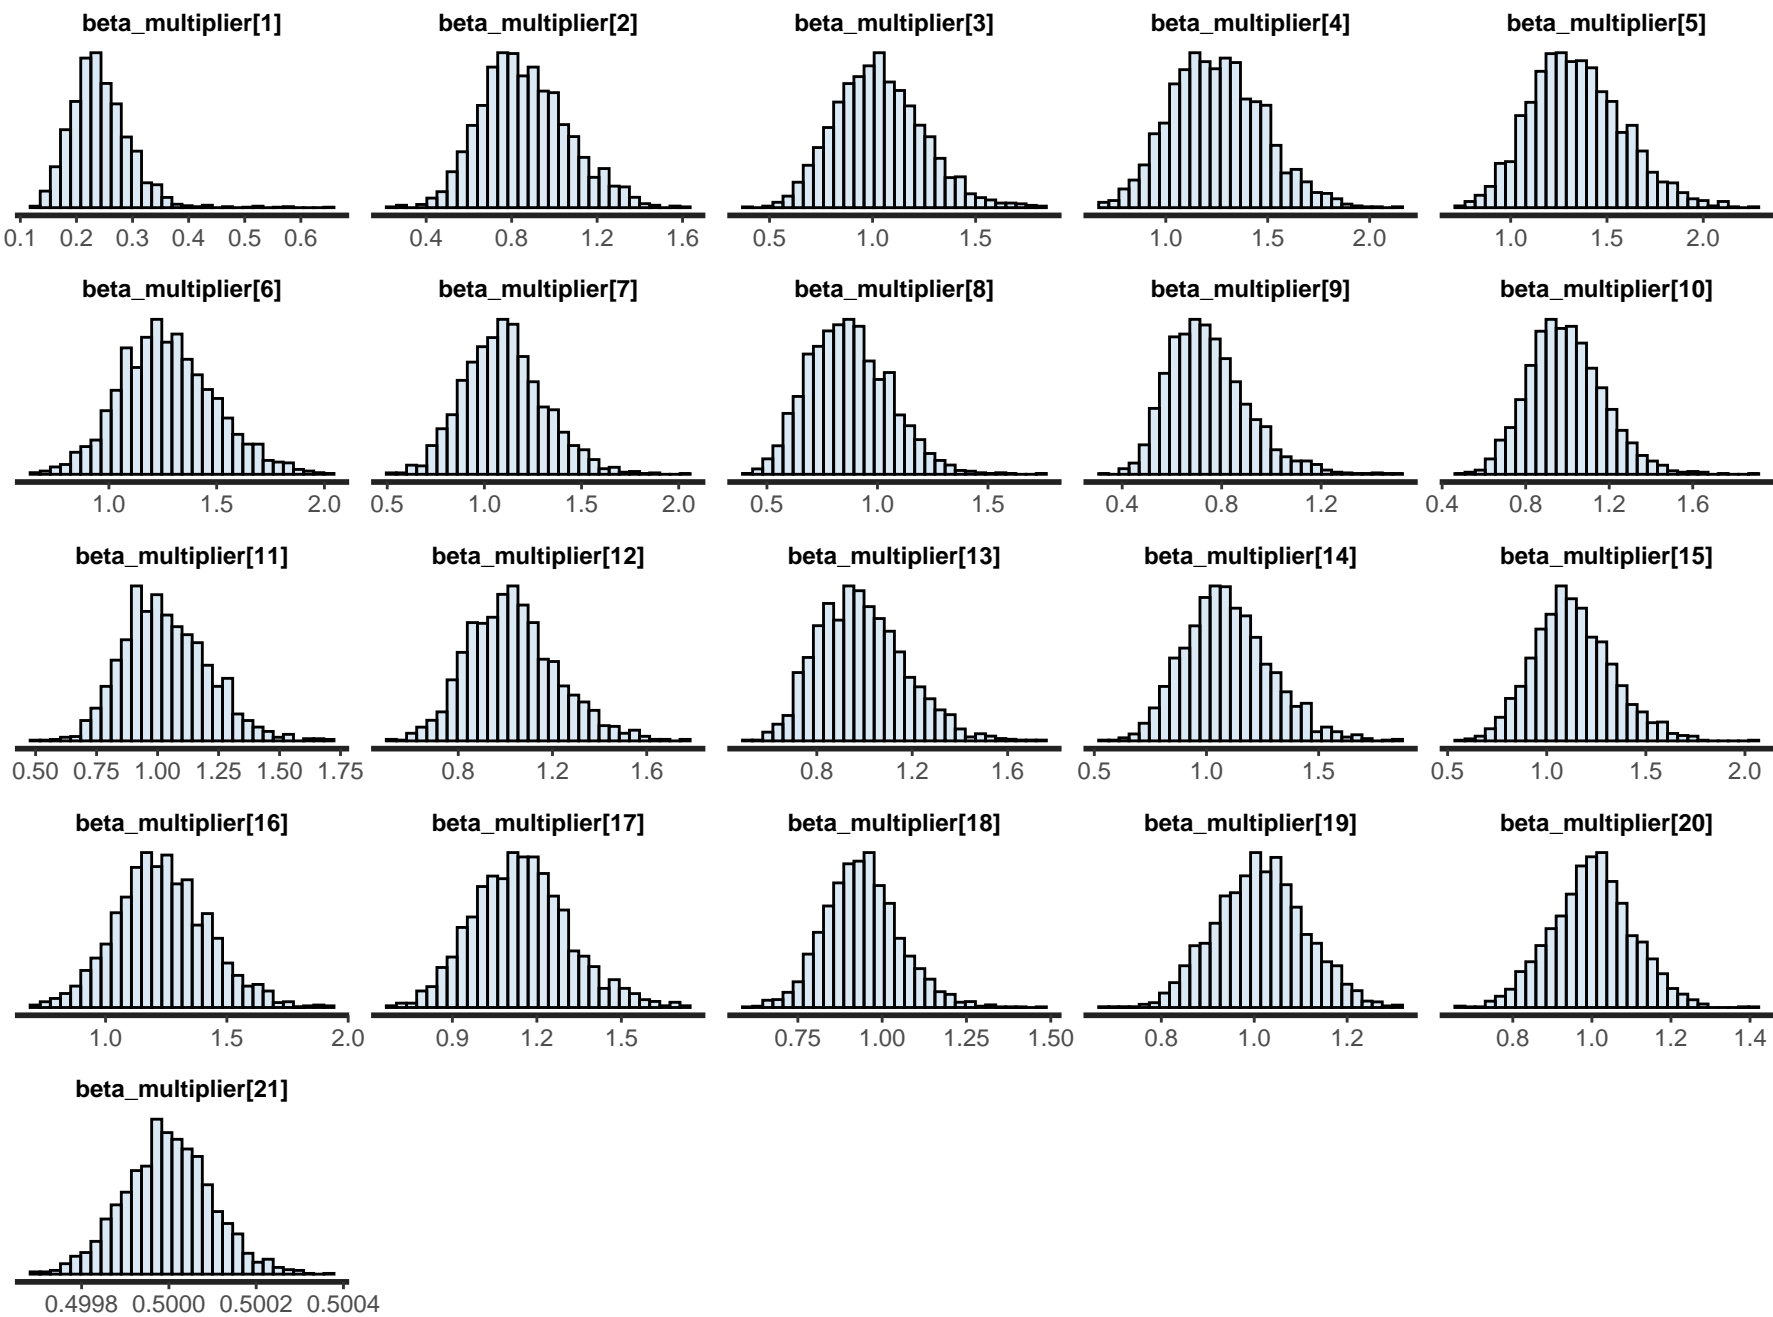 beta_multiplier[1] beta_multiplier[2] beta_multiplier[3] beta_multiplier[4] beta_multiplier[5]
0.1 0.2 0.3 0.4 0.5 0.6 0.4 0.8 1.2 1.6 0.5 1.0 1.5 1.0 1.5 2.0 1.0 1.5 2.0
beta_multiplier[6] beta_multiplier[7] beta_multiplier[8] beta_multiplier[9] beta_multiplier[10]
1.0 1.5 2.0 0.5 1.0 1.5 2.0 0.5 1.0 1.5 0.4 0.8 1.2 0.4 0.8 1.2 1.6
beta_multiplier[11] beta_multiplier[12] beta_multiplier[13] beta_multiplier[14] beta_multiplier[15]
0.50 0.75 1.00 1.25 1.50 1.75 0.8 1.2 1.6 0.8 1.2 1.6 0.5 1.0 1.5 0.5 1.0 1.5 2.0
beta_multiplier[16] beta_multiplier[17] beta_multiplier[18] beta_multiplier[19] beta_multiplier[20]
1.0 1.5 2.0 0.9 1.2 1.5 0.75 1.00 1.25 1.50 0.8 1.0 1.2 0.8 1.0 1.2 1.4
beta_multiplier[21]
0.4998 0.5000 0.5002 0.5004